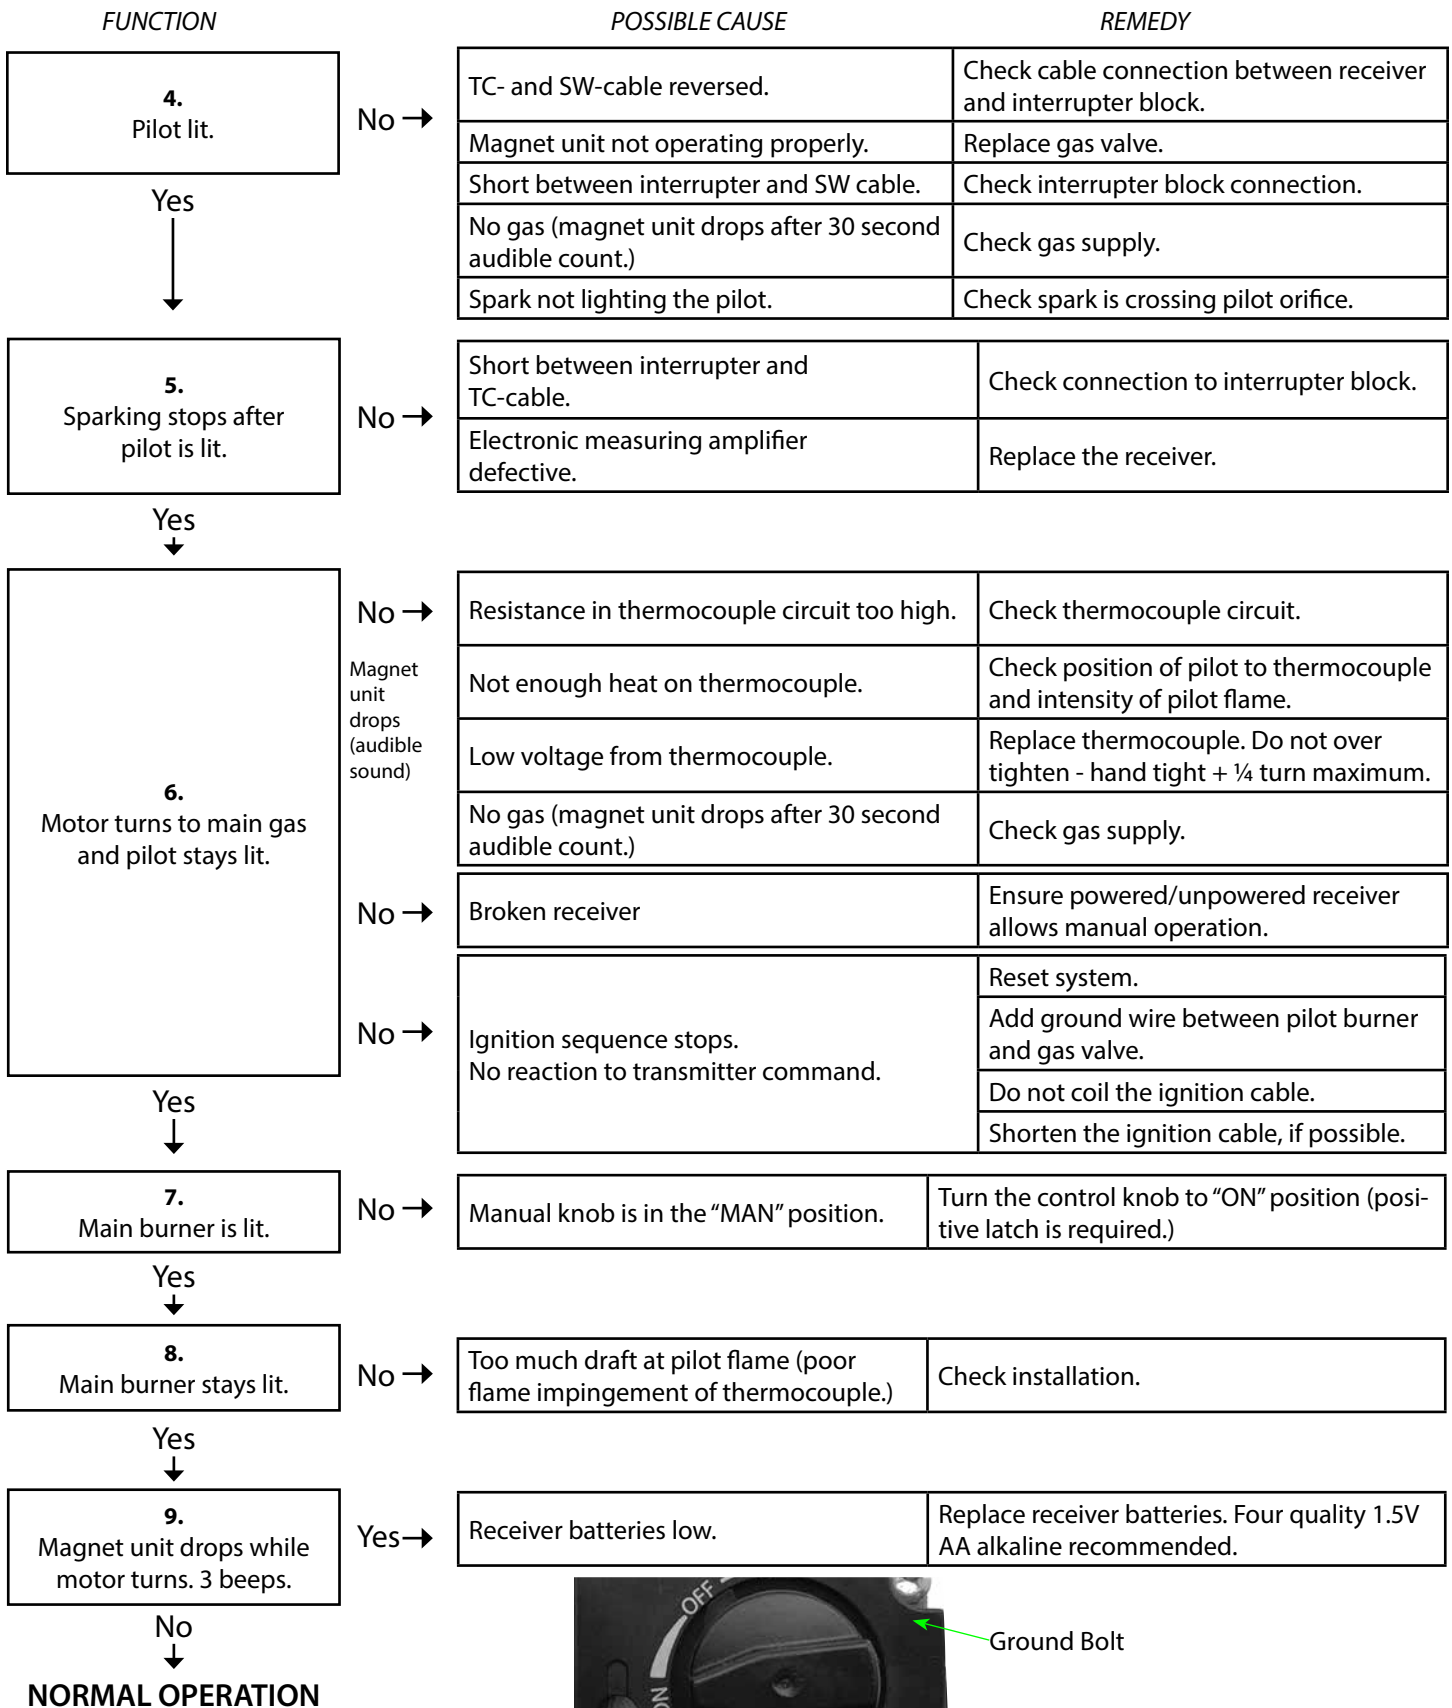 FUNCTION
POSSIBLE CAUSE
REMEDY
4.
Pilot lit.
No
TC- and SW-cable reversed.
Check cable connection between receiver
and interrupter block.
Magnet unit not operating properly.
Replace gas valve.
Short between interrupter and SW cable.
Check interrupter block connection.
No gas (magnet unit drops after 30 second
audible count.)
Check gas supply.
Spark not lighting the pilot.
Check spark is crossing pilot orifice.
Yes
5.
Sparking stops after
pilot is lit.
No
Short between interrupter and
TC-cable.
Check connection to interrupter block.
Electronic measuring amplifier
defective.
Replace the receiver.
Yes
6.
Motor turns to main gas
and pilot stays lit.
No
Magnet
unit
drops
(audible
sound)
Resistance in thermocouple circuit too high.
Check thermocouple circuit.
Not enough heat on thermocouple.
Check position of pilot to thermocouple
and intensity of pilot flame.
Low voltage from thermocouple.
Replace thermocouple. Do not over
tighten - hand tight + ¼ turn maximum.
No gas (magnet unit drops after 30 second
audible count.)
Check gas supply.
No
Broken receiver
Ensure powered/unpowered receiver
allows manual operation.
No
Ignition sequence stops.
No reaction to transmitter command.
Reset system.
Add ground wire between pilot burner
and gas valve.
Do not coil the ignition cable.
Shorten the ignition cable, if possible.
Yes
7.
Main burner is lit.
No
Manual knob is in the “MAN” position.
Turn the control knob to “ON” position (posi-
tive latch is required.)
Yes
8.
Main burner stays lit.
No
Too much draft at pilot flame (poor
flame impingement of thermocouple.)
Check installation.
Yes
9.
Magnet unit drops while
motor turns. 3 beeps.
Yes
Receiver batteries low.
Replace receiver batteries. Four quality 1.5V
AA alkaline recommended.
No
NORMAL OPERATION
OFF
ON
Ground Bolt